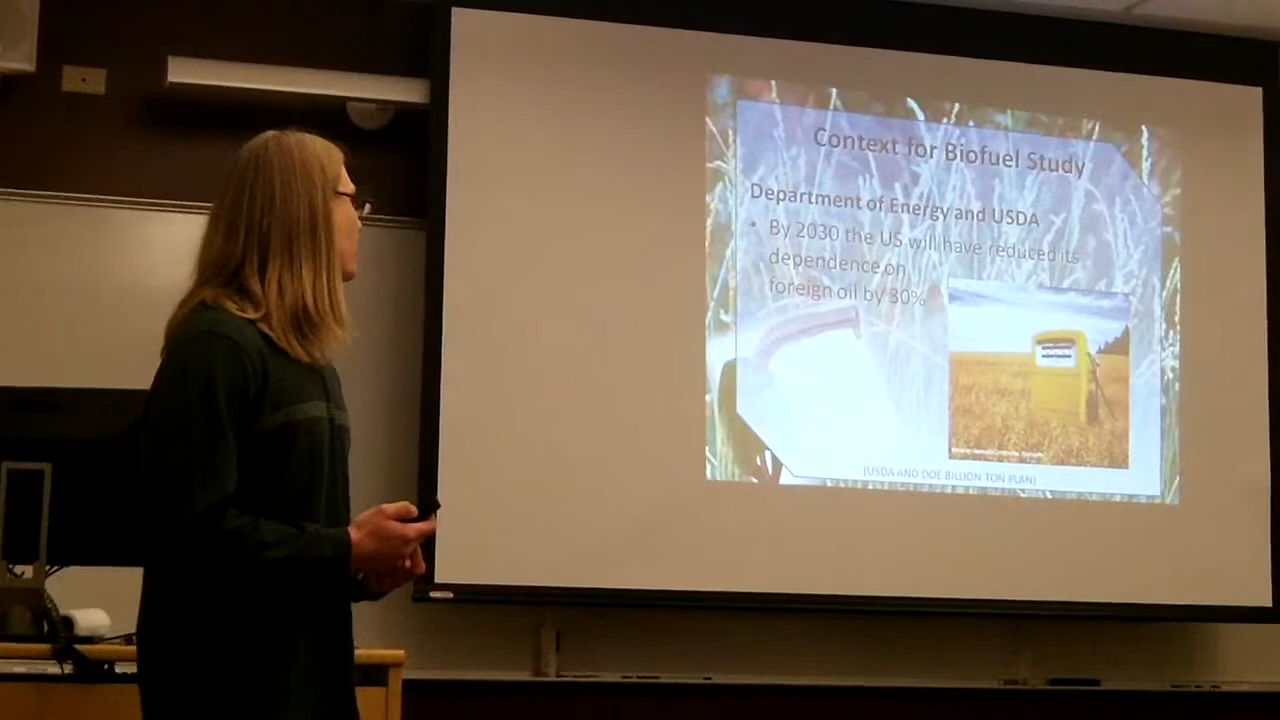 Context for Biofuel Study
Department of Energy and USDA
• By 2030 the US will have reduced its
dependence on
foreign oil by 30%
(USDA AND DOE BILLION TON PLAN)